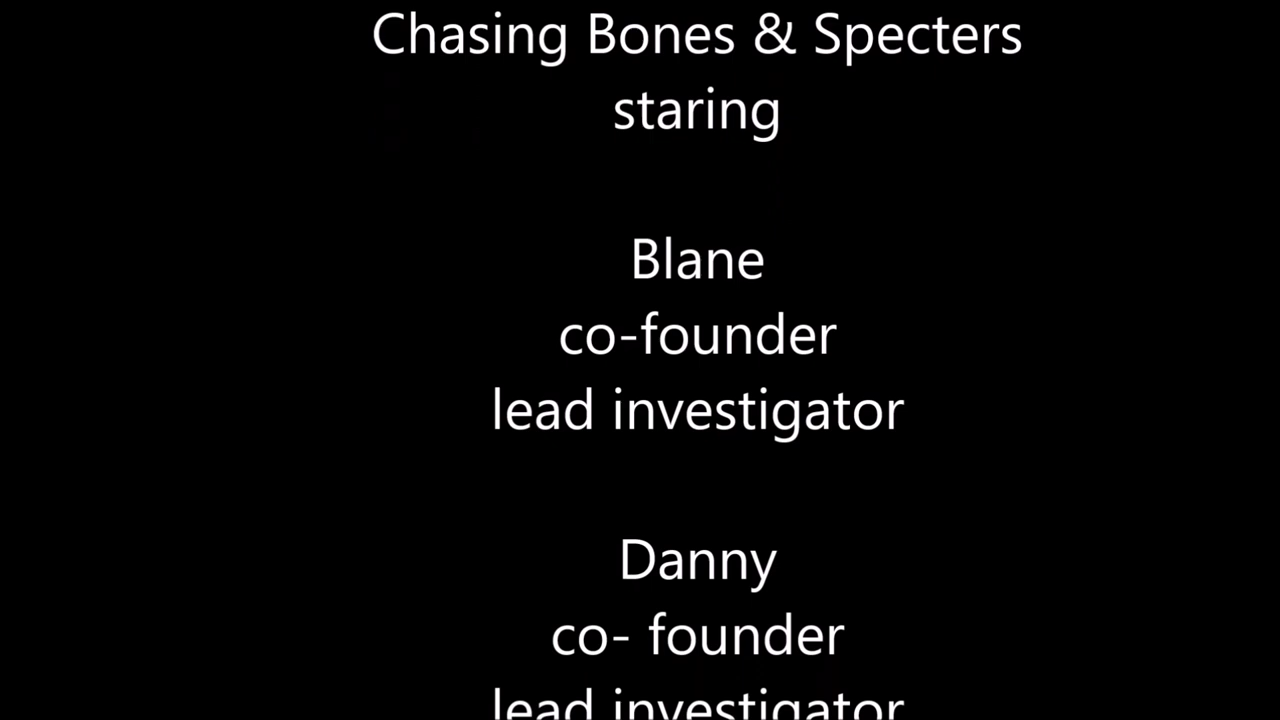 Chasing Bones & Specters
staring
Blane
co-founder
lead investigator
Danny
co- founder
lead investigator